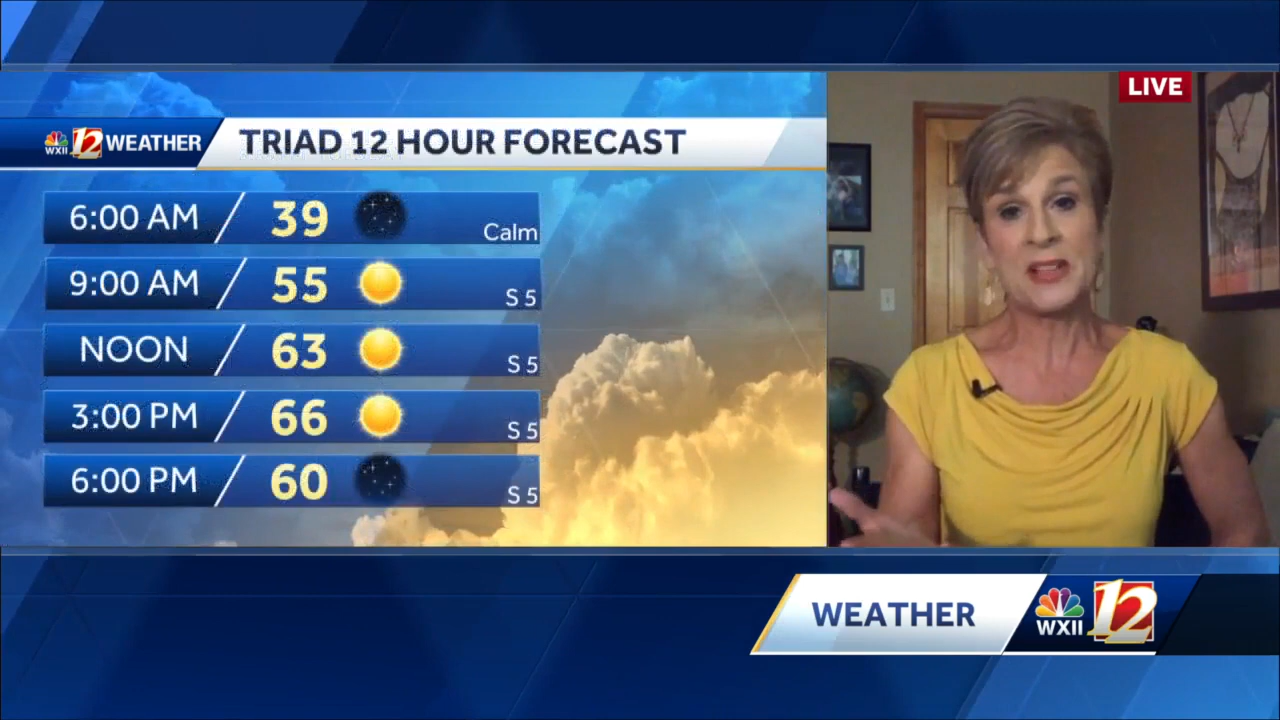 LIVE
WXII 12 WEATHER
TRIAD 12 HOUR FORECAST
6:00 AM 39 Calm
9:00 AM 55 S 5
NOON 63 S 5
3:00 PM 66 S 5
6:00 PM 60 S 5
WEATHER WXII 12